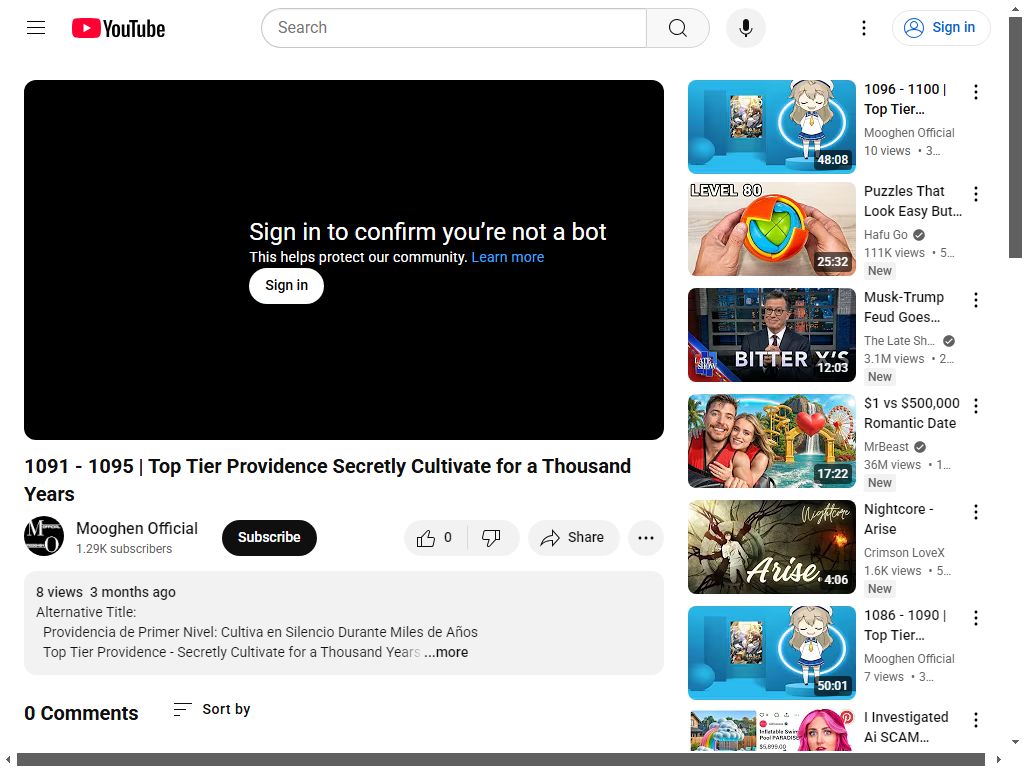 YouTube
Search
Sign in
Sign in to confirm you're not a bot
This helps protect our community. Learn more
Sign in
1091 - 1095 | Top Tier Providence Secretly Cultivate for a Thousand
Years
Mooghen Official
1.29K subscribers
Subscribe
0
Share
8 views 3 months ago
Alternative Title:
Providencia de Primer Nivel: Cultiva en Silencio Durante Miles de Años
Top Tier Providence - Secretly Cultivate for a Thousand Years ...more
0 Comments
Sort by
48:08
1096 - 1100 |
Top Tier…
Mooghen Official
10 views • 3…
LEVEL 80
25:32
Puzzles That
Look Easy But…
Hafu Go
111K views • 5…
New
LATE SHOW
BITTER X'S
12:03
Musk-Trump
Feud Goes…
The Late Sh…
3.1M views • 2…
New
17:22
$1 vs $500,000
Romantic Date
MrBeast
36M views • 1…
New
Nightcore
Arise
4:06
Nightcore -
Arise
Crimson LoveX
1.6K views • 5…
New
50:01
1086 - 1090 |
Top Tier…
Mooghen Official
7 views • 3…
Inflatable Swim
Pool PARADISE
$5,899.00
I Investigated
Ai SCAM…